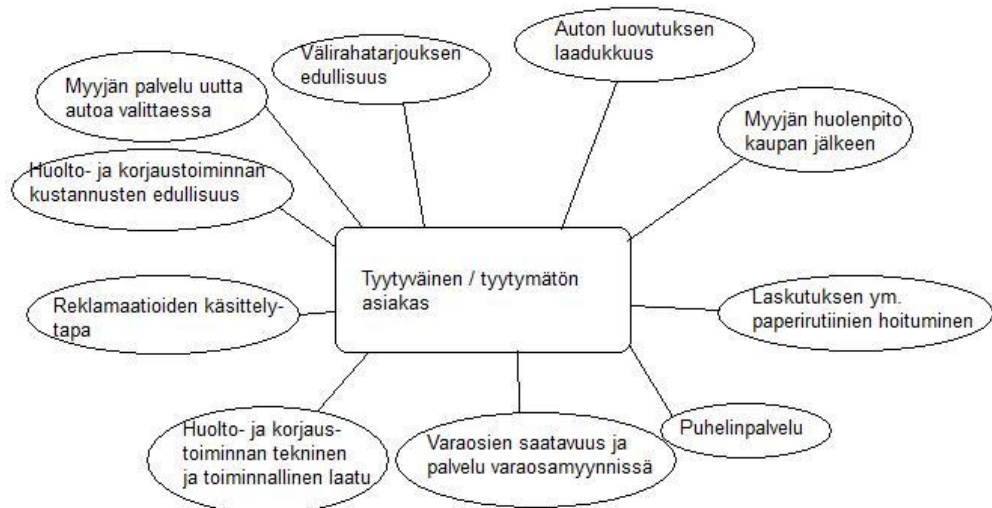 Auton luovutuksen
laadukkuus
Välirahatarjouksen
edullisuus
Myyjän palvelu uutta
autoa valittaessa
Myyjän huolenpito
kaupan jälkeen
Huolto- ja korjaustoiminnan
kustannusten edullisuus
Tyytyväinen / tyytymätön
asiakas
Reklamaatioiden käsittely-
tapa
Laskutuksen ym.
paperirutiinien hoituminen
Huolto- ja korjaus-
toiminnan tekninen
ja toiminnallinen laatu
Varaosien saatavuus ja
palvelu varaosamyynnissä
Puhelinpalvelu